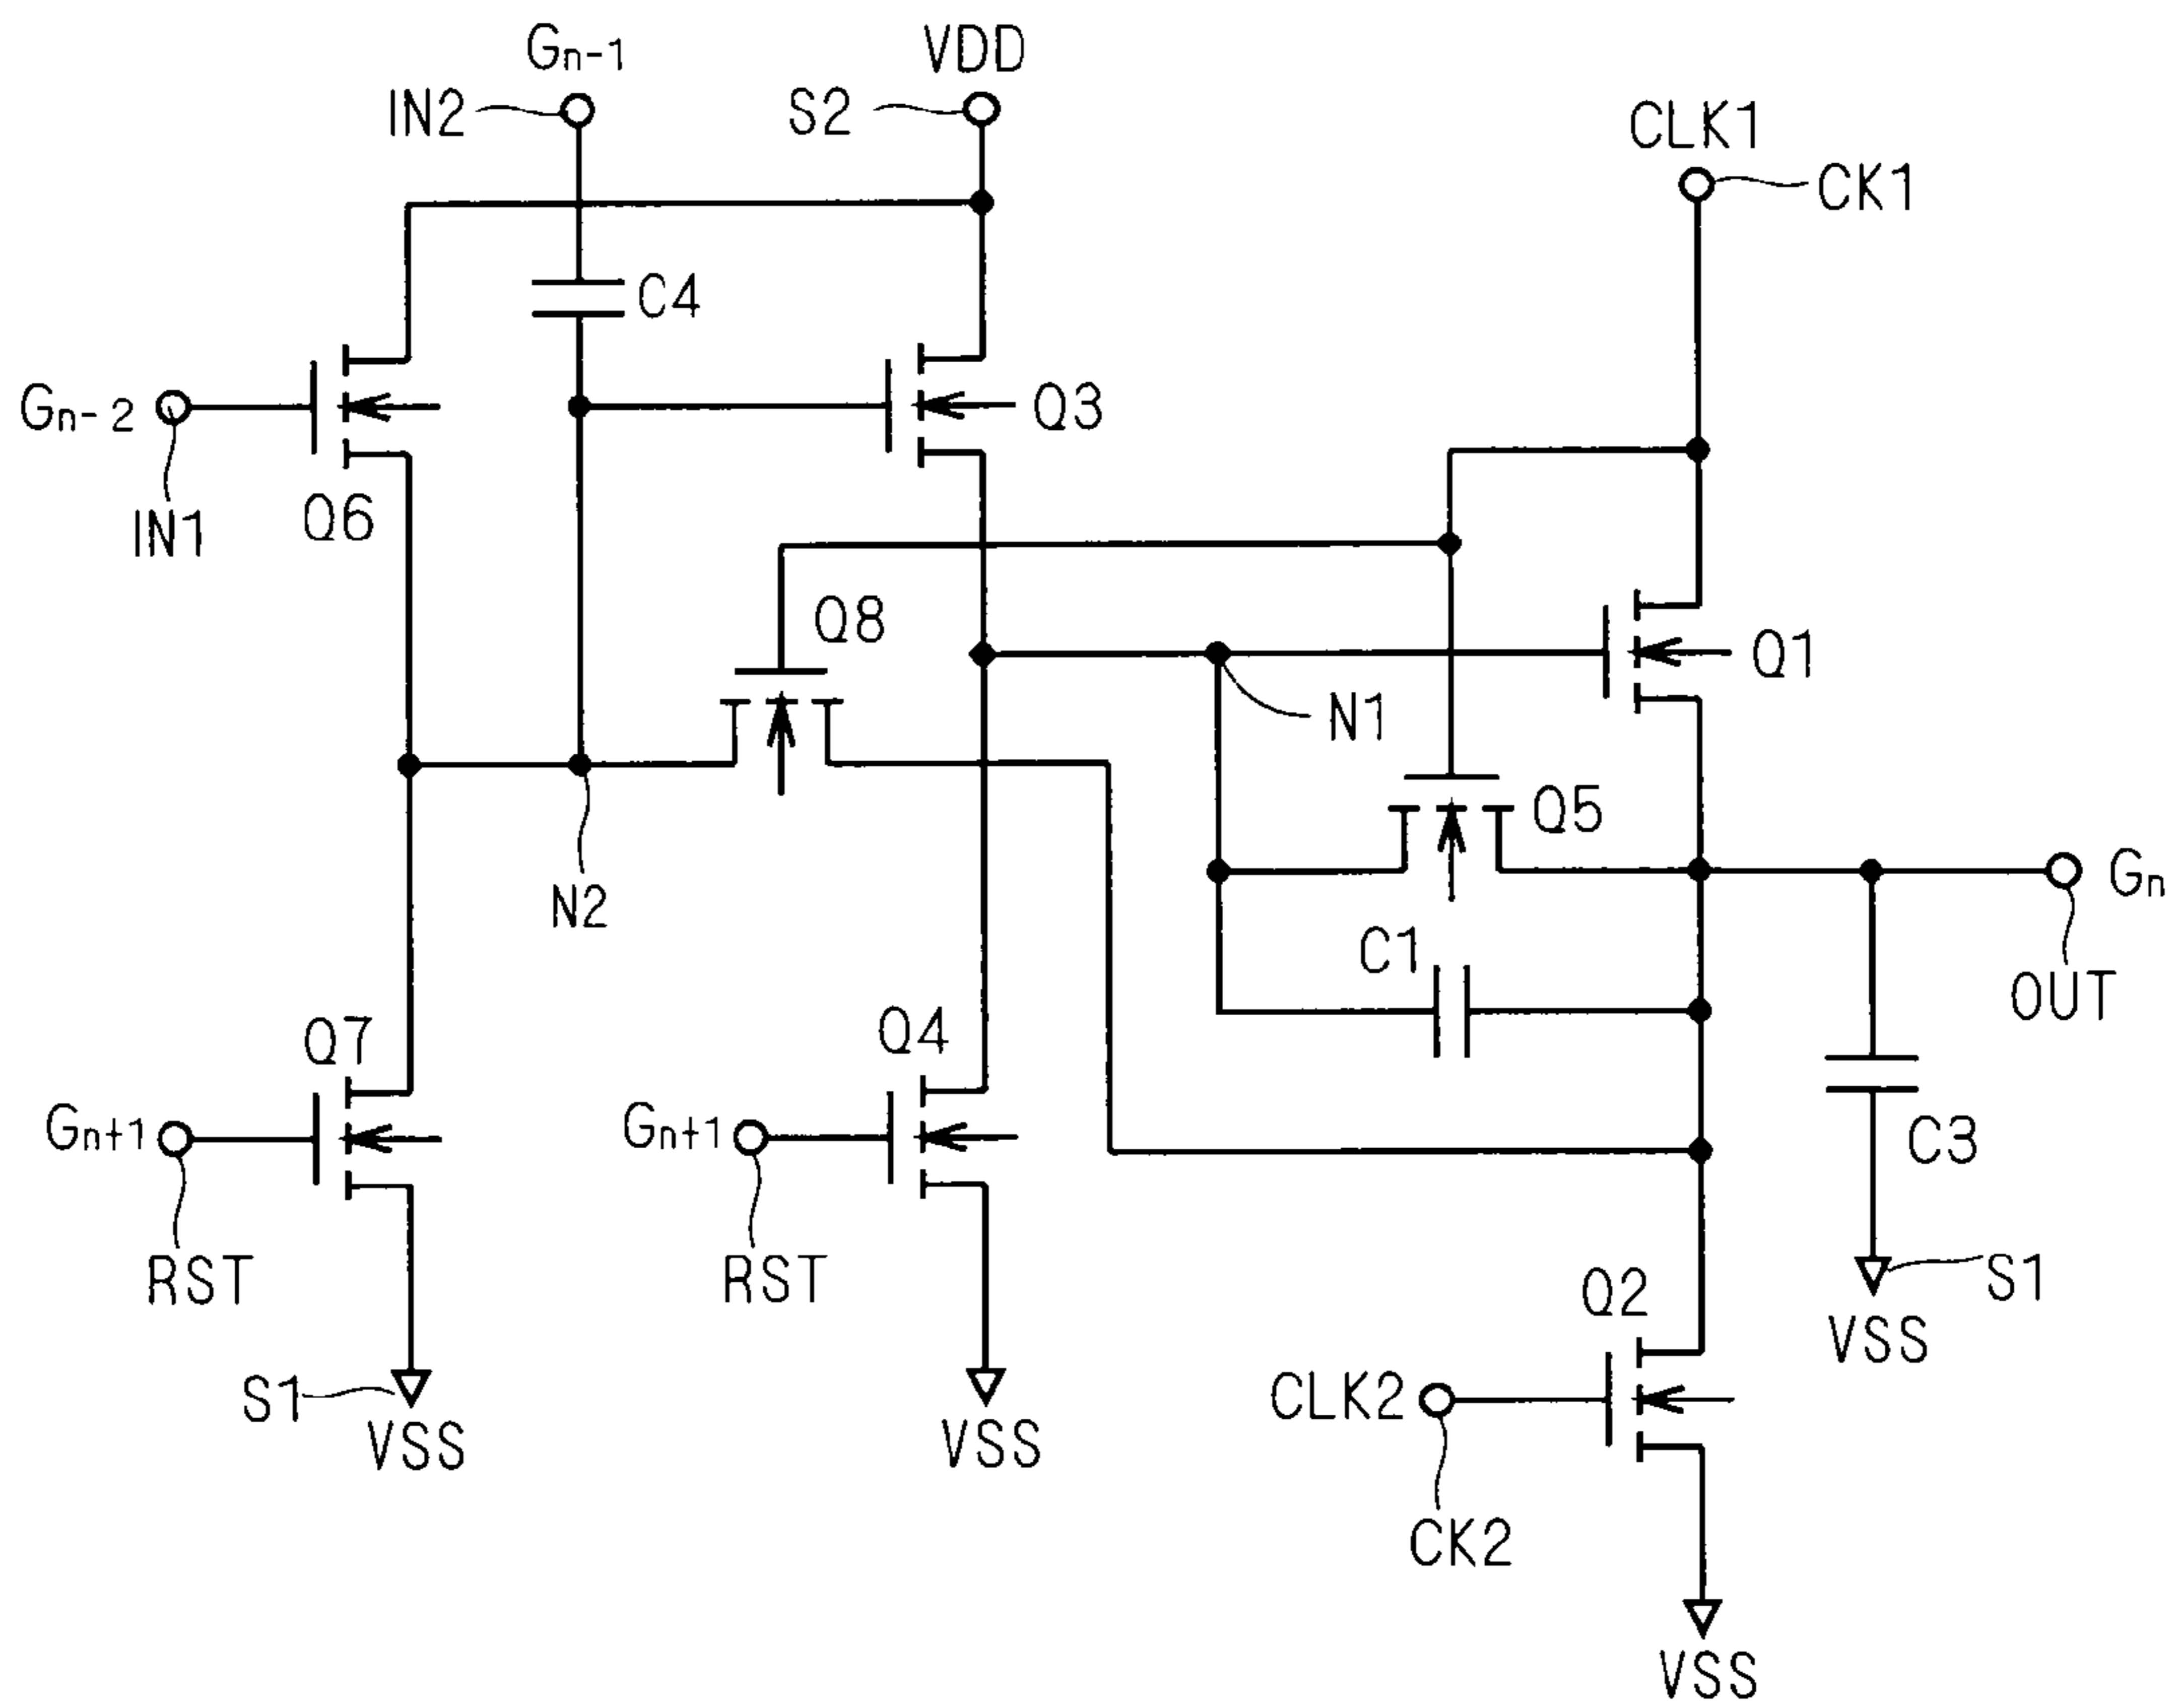 Gn-1
VDD
IN2
S2
CLK1
CK1
C4
Gn-2
Q3
IN1
Q6
Q8
Q1
N1
Q5
Gn
N2
C1
OUT
Q7
Q4
Gn+1
Gn+1
C3
RST
RST
Q2
S1
VSS
S1
CLK2
VSS
VSS
CK2
VSS